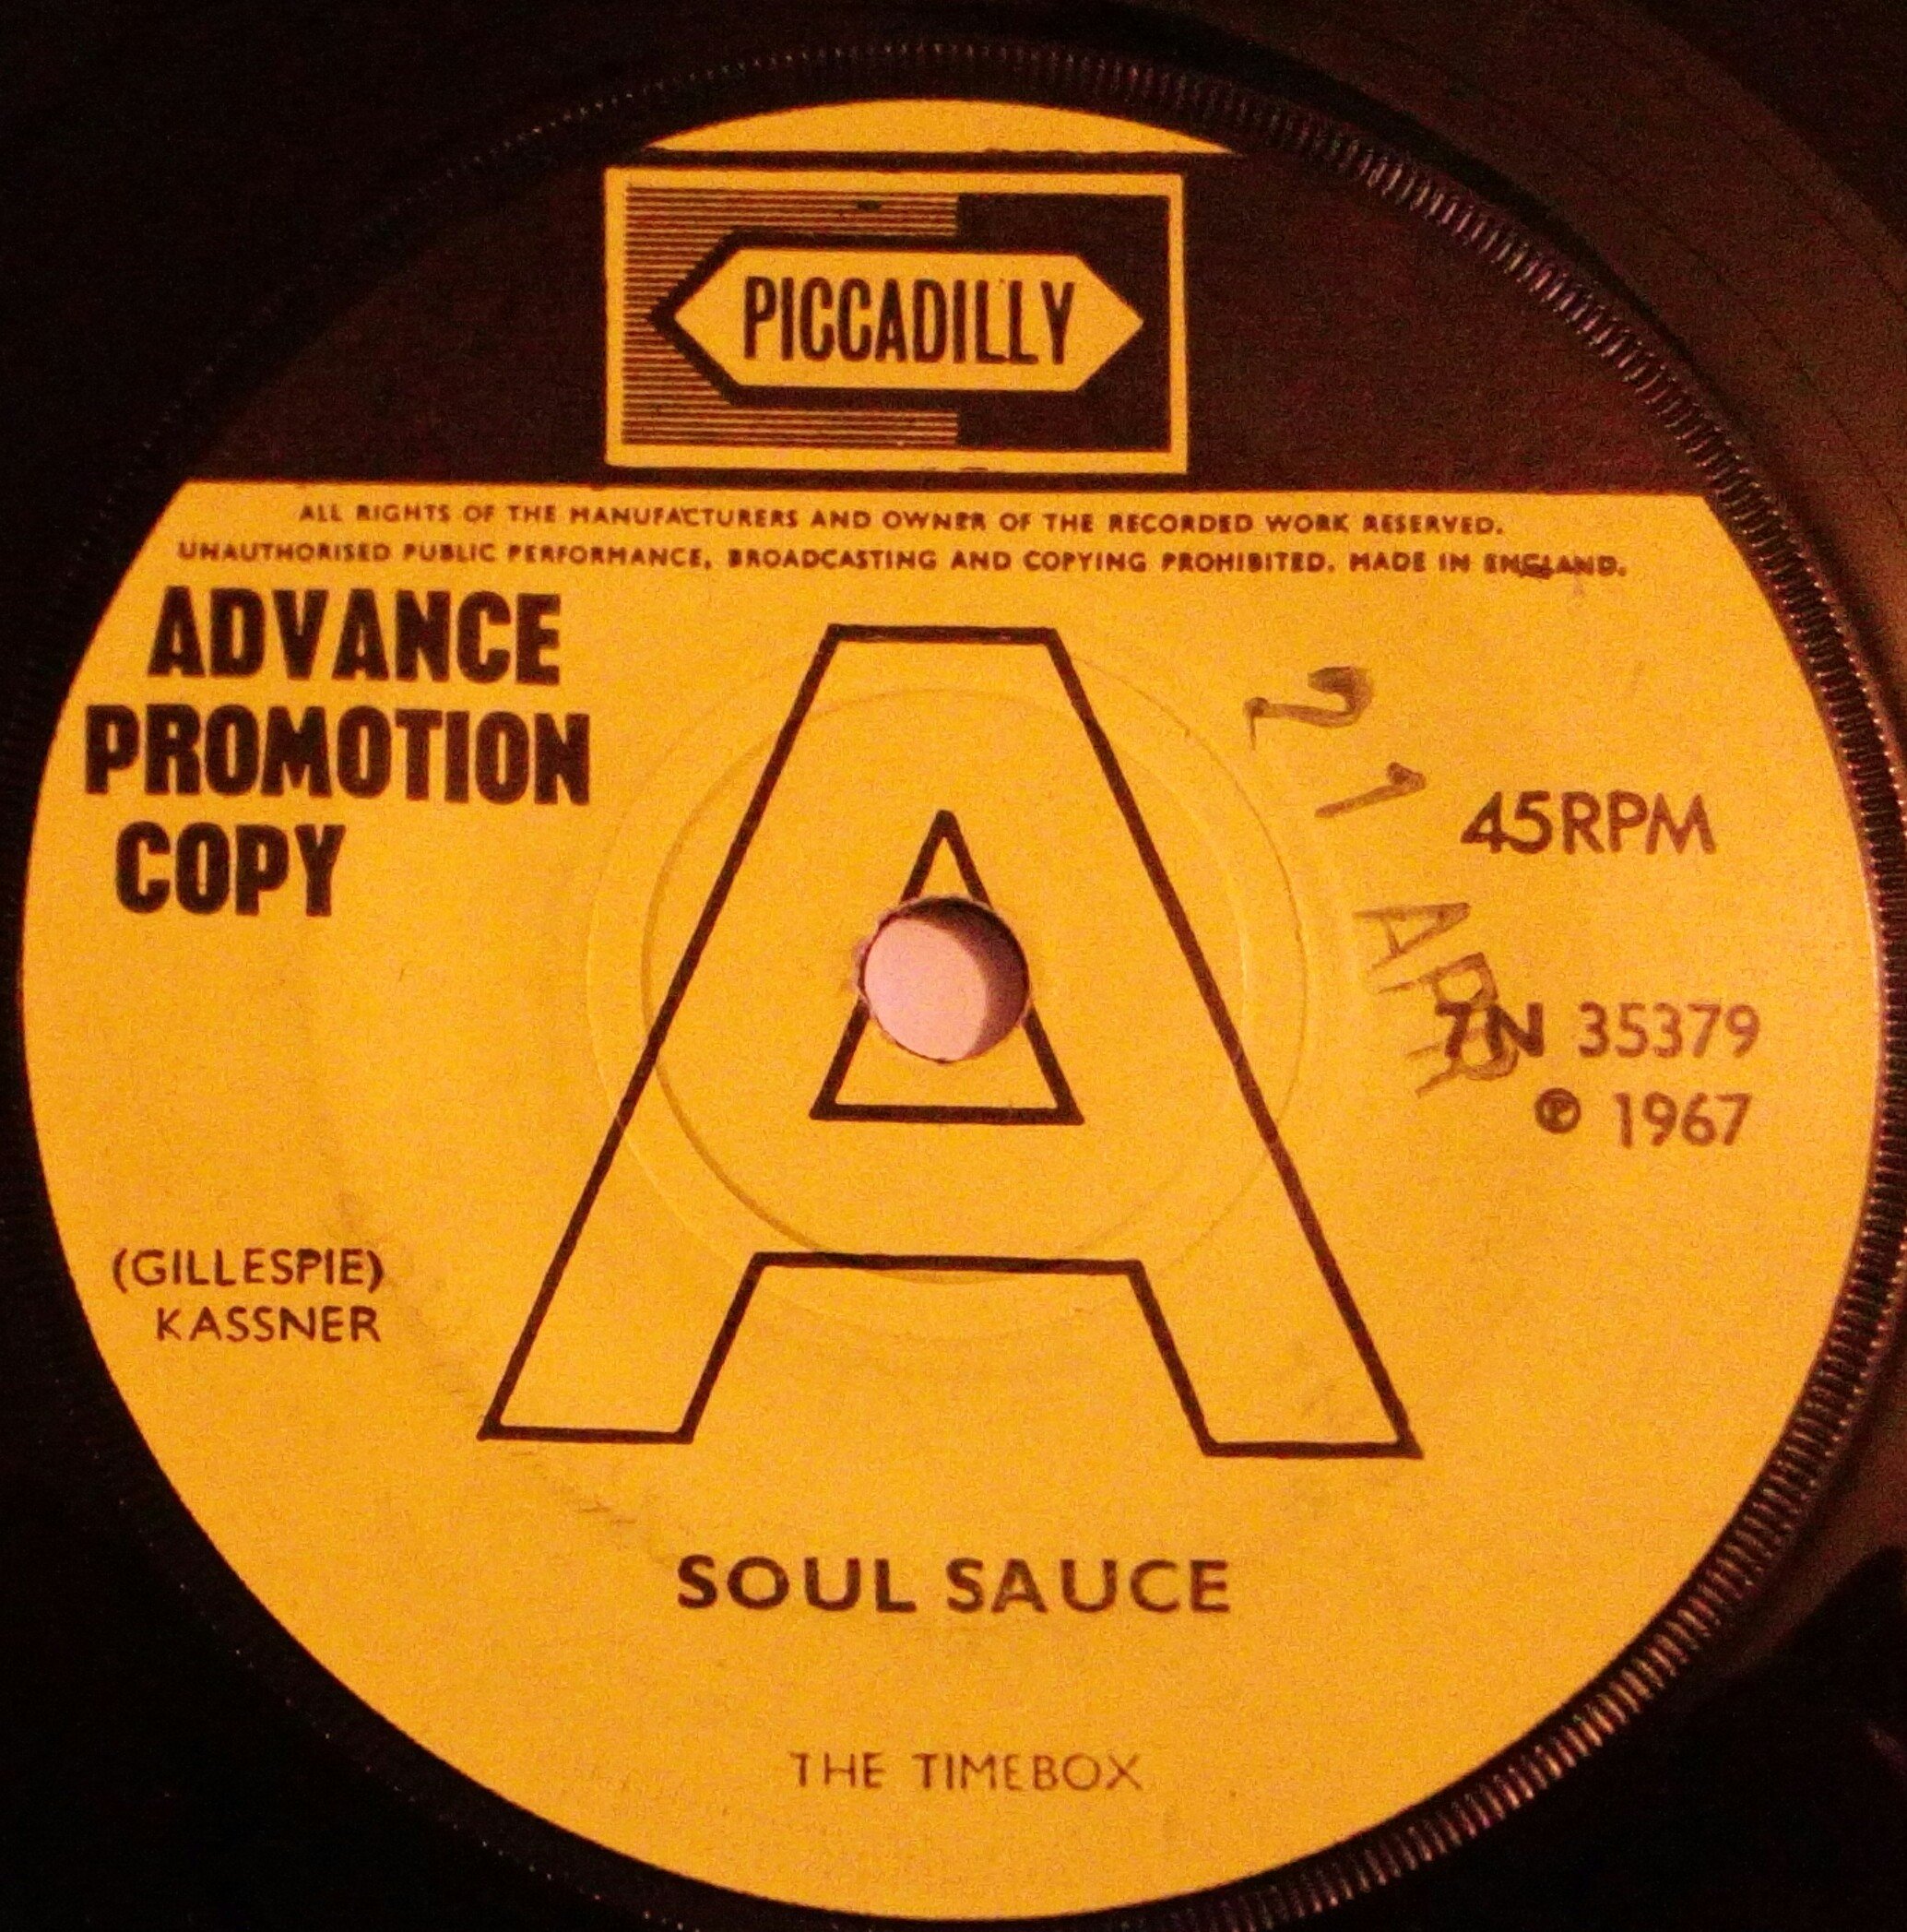 PICCADILLY
ALL RIGHTS OF THE MANUFACTURERS AND OWNER OF THE RECORDED WORK RESERVED.
UNAUTHORISED PUBLIC PERFORMANCE, BROADCASTING AND COPYING PROHIBITED. MADE IN ENGLAND.
ADVANCE
PROMOTION
COPY
A
21 APR
45RPM
7N 35379
℗ 1967
(GILLESPIE)
KASSNER
SOUL SAUCE
THE TIMEBOX